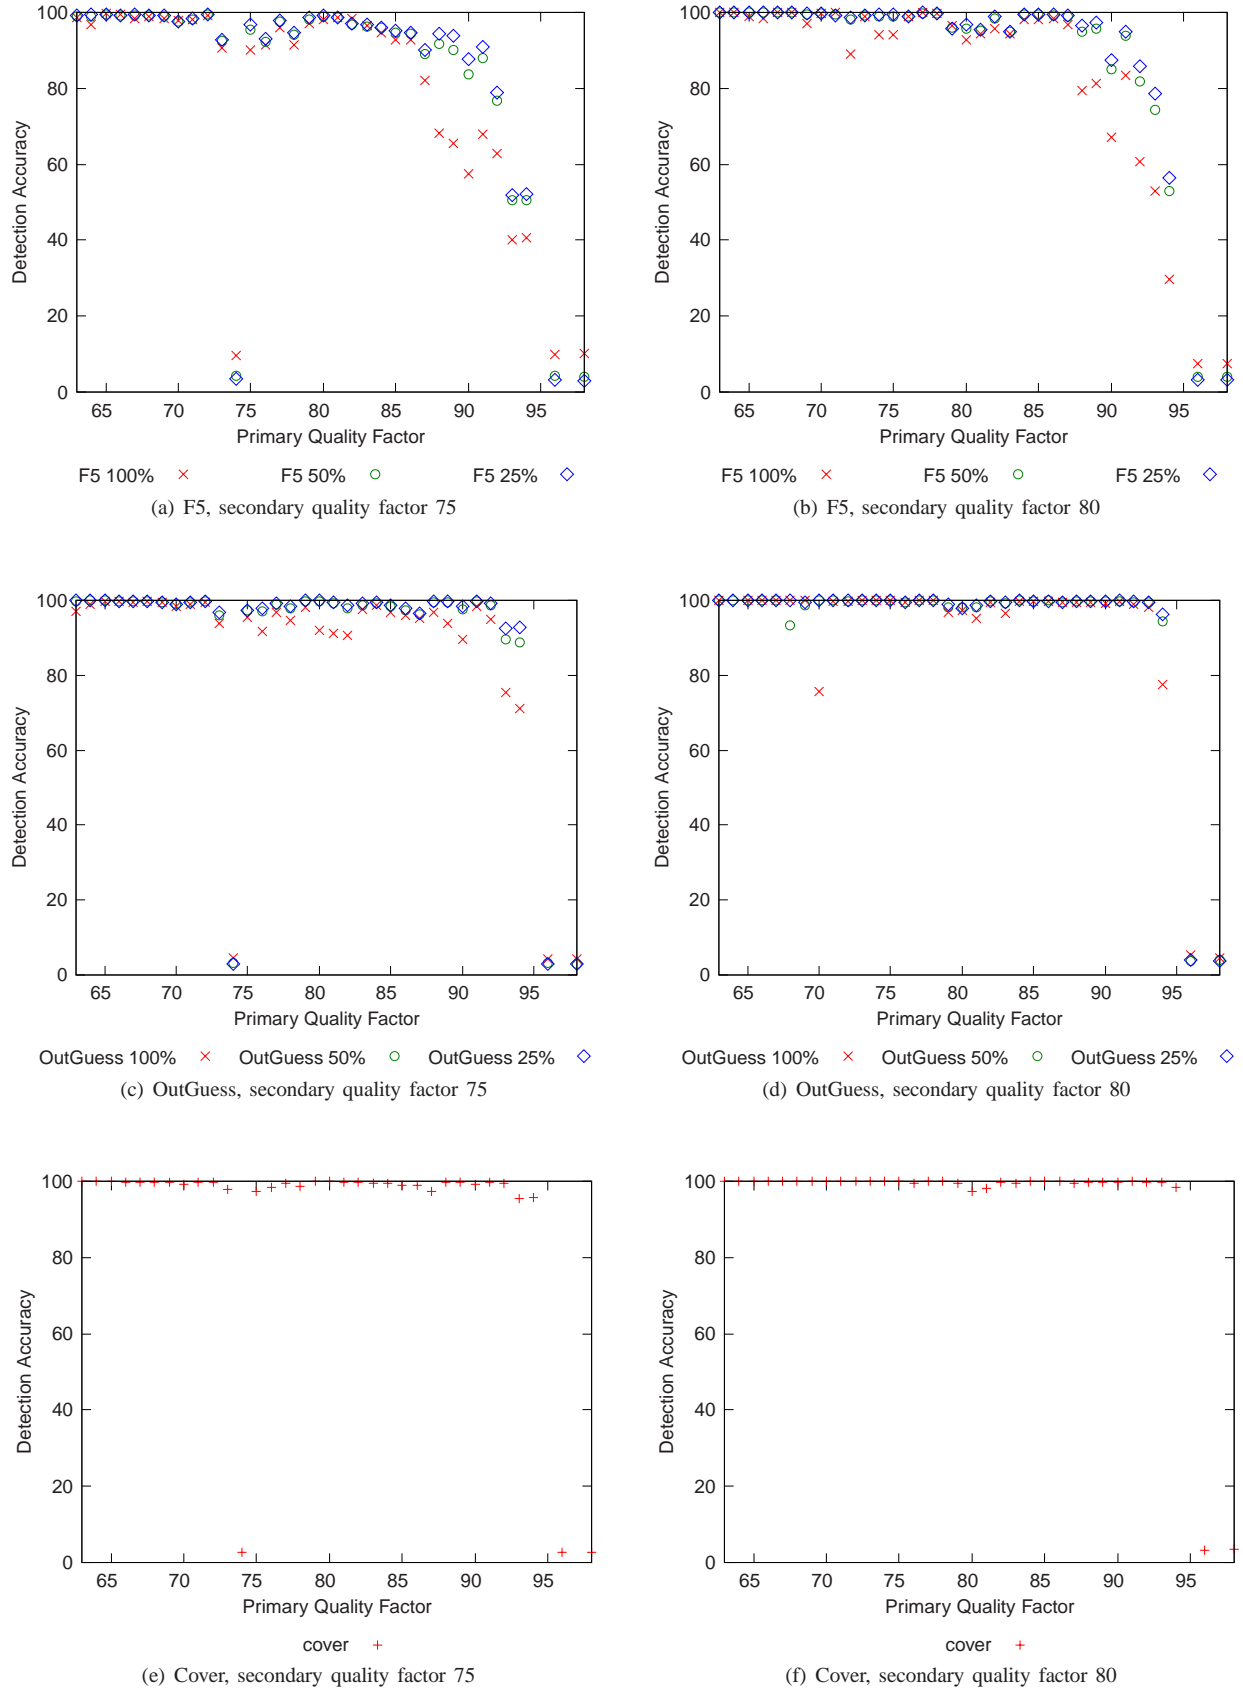 100
80
60
40
20
0
Detection Accuracy
65 70 75 80 85 90 95
Primary Quality Factor
F5 100% F5 50% F5 25%
(a) F5, secondary quality factor 75
100
80
60
40
20
0
Detection Accuracy
65 70 75 80 85 90 95
Primary Quality Factor
F5 100% F5 50% F5 25%
(b) F5, secondary quality factor 80
100
80
60
40
20
0
Detection Accuracy
65 70 75 80 85 90 95
Primary Quality Factor
OutGuess 100% OutGuess 50% OutGuess 25%
(c) OutGuess, secondary quality factor 75
100
80
60
40
20
0
Detection Accuracy
65 70 75 80 85 90 95
Primary Quality Factor
OutGuess 100% OutGuess 50% OutGuess 25%
(d) OutGuess, secondary quality factor 80
100
80
60
40
20
0
Detection Accuracy
65 70 75 80 85 90 95
Primary Quality Factor
cover
(e) Cover, secondary quality factor 75
100
80
60
40
20
0
Detection Accuracy
65 70 75 80 85 90 95
Primary Quality Factor
cover
(f) Cover, secondary quality factor 80